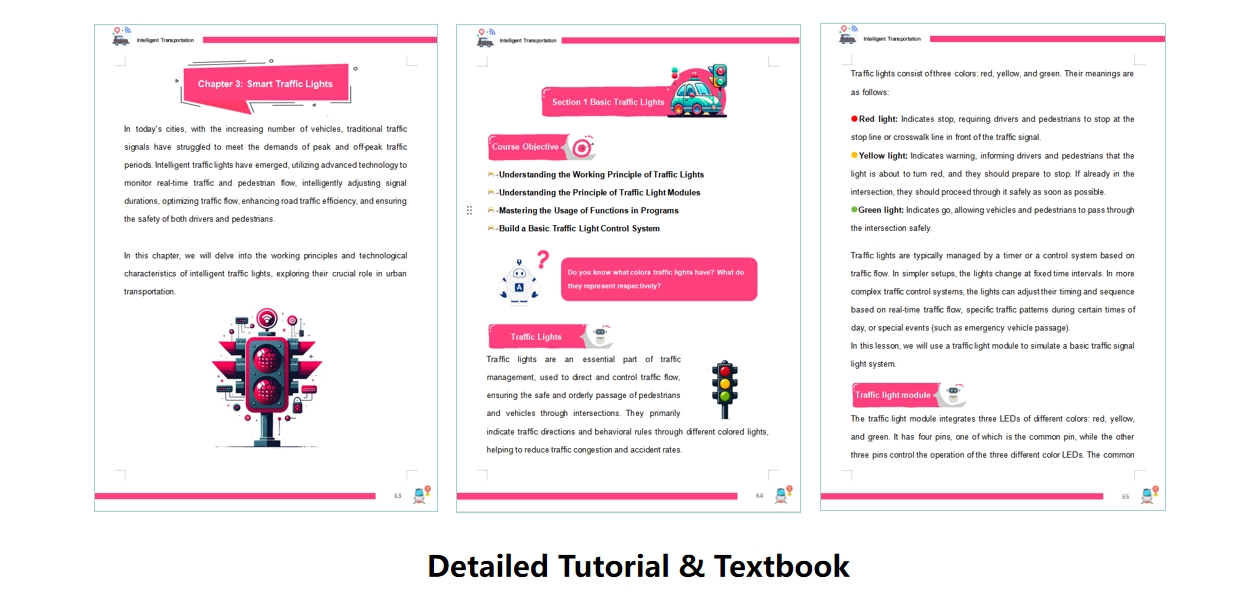 Intelligent Transportation
Chapter 3: Smart Traffic Lights
In today's cities, with the increasing number of vehicles, traditional traffic
signals have struggled to meet the demands of peak and off-peak traffic
periods. Intelligent traffic lights have emerged, utilizing advanced technology to
monitor real-time traffic and pedestrian flow, intelligently adjusting signal
durations, optimizing traffic flow, enhancing road traffic efficiency, and ensuring
the safety of both drivers and pedestrians.
In this chapter, we will delve into the working principles and technological
characteristics of intelligent traffic lights, exploring their crucial role in urban
transportation.
63
Intelligent Transportation
Section 1 Basic Traffic Lights
Course Objective
-Understanding the Working Principle of Traffic Lights
-Understanding the Principle of Traffic Light Modules
-Mastering the Usage of Functions in Programs
-Build a Basic Traffic Light Control System
?
A
Do you know what colors traffic lights have? What do
they represent respectively?
Traffic Lights
Traffic lights are an essential part of traffic
management, used to direct and control traffic flow,
ensuring the safe and orderly passage of pedestrians
and vehicles through intersections. They primarily
indicate traffic directions and behavioral rules through different colored lights,
helping to reduce traffic congestion and accident rates.
64
Intelligent Transportation
Traffic lights consist of three colors: red, yellow, and green. Their meanings are
as follows:
Red light: Indicates stop, requiring drivers and pedestrians to stop at the
stop line or crosswalk line in front of the traffic signal.
Yellow light: Indicates warning, informing drivers and pedestrians that the
light is about to turn red, and they should prepare to stop. If already in the
intersection, they should proceed through it safely as soon as possible.
Green light: Indicates go, allowing vehicles and pedestrians to pass through
the intersection safely.
Traffic lights are typically managed by a timer or a control system based on
traffic flow. In simpler setups, the lights change at fixed time intervals. In more
complex traffic control systems, the lights can adjust their timing and sequence
based on real-time traffic flow, specific traffic patterns during certain times of
day, or special events (such as emergency vehicle passage).
In this lesson, we will use a traffic light module to simulate a basic traffic signal
light system.
Traffic light module
The traffic light module integrates three LEDs of different colors: red, yellow,
and green. It has four pins, one of which is the common pin, while the other
three pins control the operation of the three different color LEDs. The common
65
Detailed Tutorial & Textbook